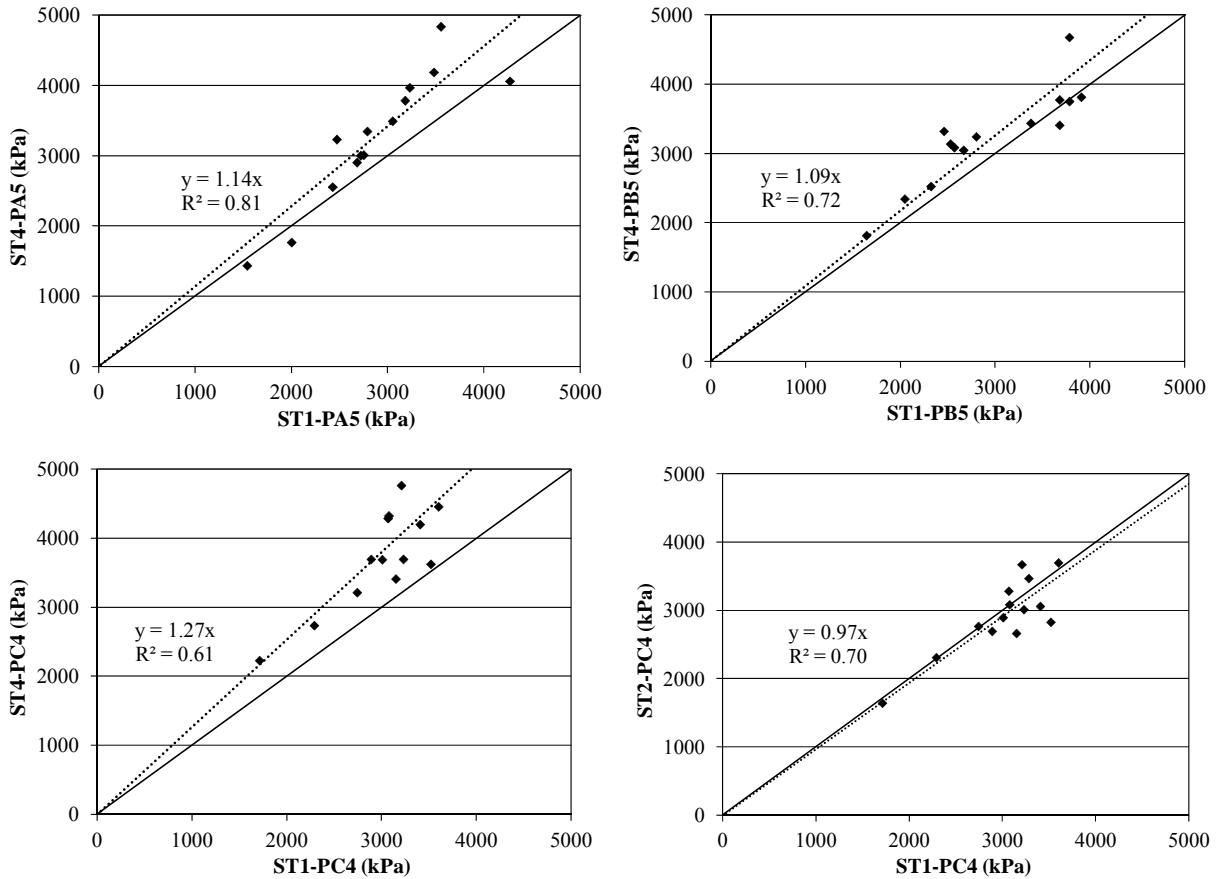 5000
4000
3000
2000
1000
0
ST4-PA5 (kPa)
y = 1.14x
R² = 0.81
0 1000 2000 3000 4000 5000
ST1-PA5 (kPa)
5000
4000
3000
2000
1000
0
ST4-PB5 (kPa)
y = 1.09x
R² = 0.72
0 1000 2000 3000 4000 5000
ST1-PB5 (kPa)
5000
4000
3000
2000
1000
0
ST4-PC4 (kPa)
y = 1.27x
R² = 0.61
0 1000 2000 3000 4000 5000
ST1-PC4 (kPa)
5000
4000
3000
2000
1000
0
ST2-PC4 (kPa)
y = 0.97x
R² = 0.70
0 1000 2000 3000 4000 5000
ST1-PC4 (kPa)